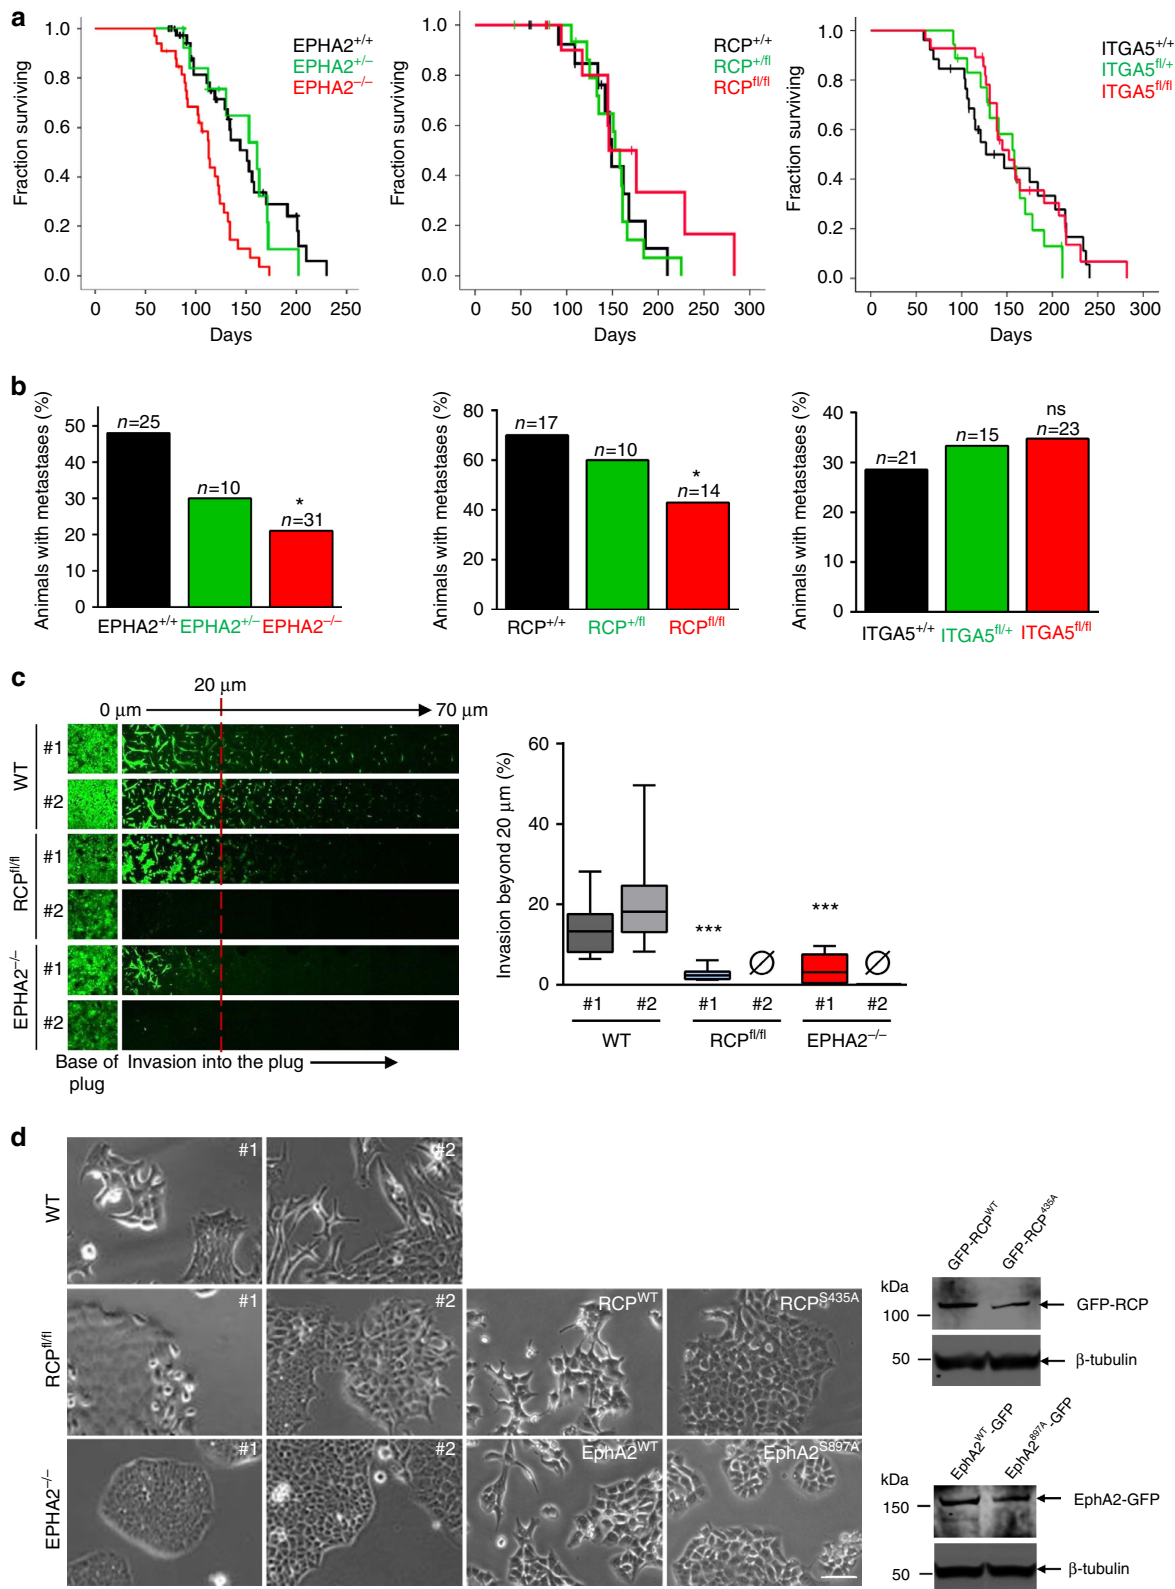 a
Fraction surviving
1.0
0.8
0.6
0.4
0.2
0.0
0 50 100 150 200 250
Days
EPHA2+/+
EPHA2+/–
EPHA2–/–
Fraction surviving
1.0
0.8
0.6
0.4
0.2
0.0
0 50 100 150 200 250 300
Days
RCP+/+
RCP+/fl
RCPfl/fl
Fraction surviving
1.0
0.8
0.6
0.4
0.2
0.0
0 50 100 150 200 250 300
Days
ITGA5+/+
ITGA5fl/+
ITGA5fl/fl
b
Animals with metastases (%)
50
40
30
20
10
0
n=25
n=10
*
n=31
EPHA2+/+ EPHA2+/– EPHA2–/–
Animals with metastases (%)
80
60
40
60
0
n=17
n=10
*
n=14
RCP+/+ RCP+/fl RCPfl/fl
Animals with metastases (%)
40
30
20
10
0
n=21
n=15
ns
n=23
ITGA5+/+ ITGA5fl/+ ITGA5fl/fl
c
20 µm
0 µm 70 µm
WT
#1
#2
RCPfl/fl
#1
#2
EPHA2–/–
#1
#2
Base of plug
Invasion into the plug
Invasion beyond 20 µm (%)
60
40
20
0
***
∅
***
∅
#1 #2 #1 #2 #1 #2
WT RCPfl/fl EPHA2–/–
d
WT
#1
#2
RCPfl/fl
#1
#2
RCPWT
RCPS435A
EPHA2–/–
#1
#2
EphA2WT
EphA2S897A
GFP-RCPWT
GFP-RCP435A
kDa
100
GFP-RCP
50
β-tubulin
EphA2WT-GFP
EphA2897A-GFP
kDa
150
EphA2-GFP
50
β-tubulin